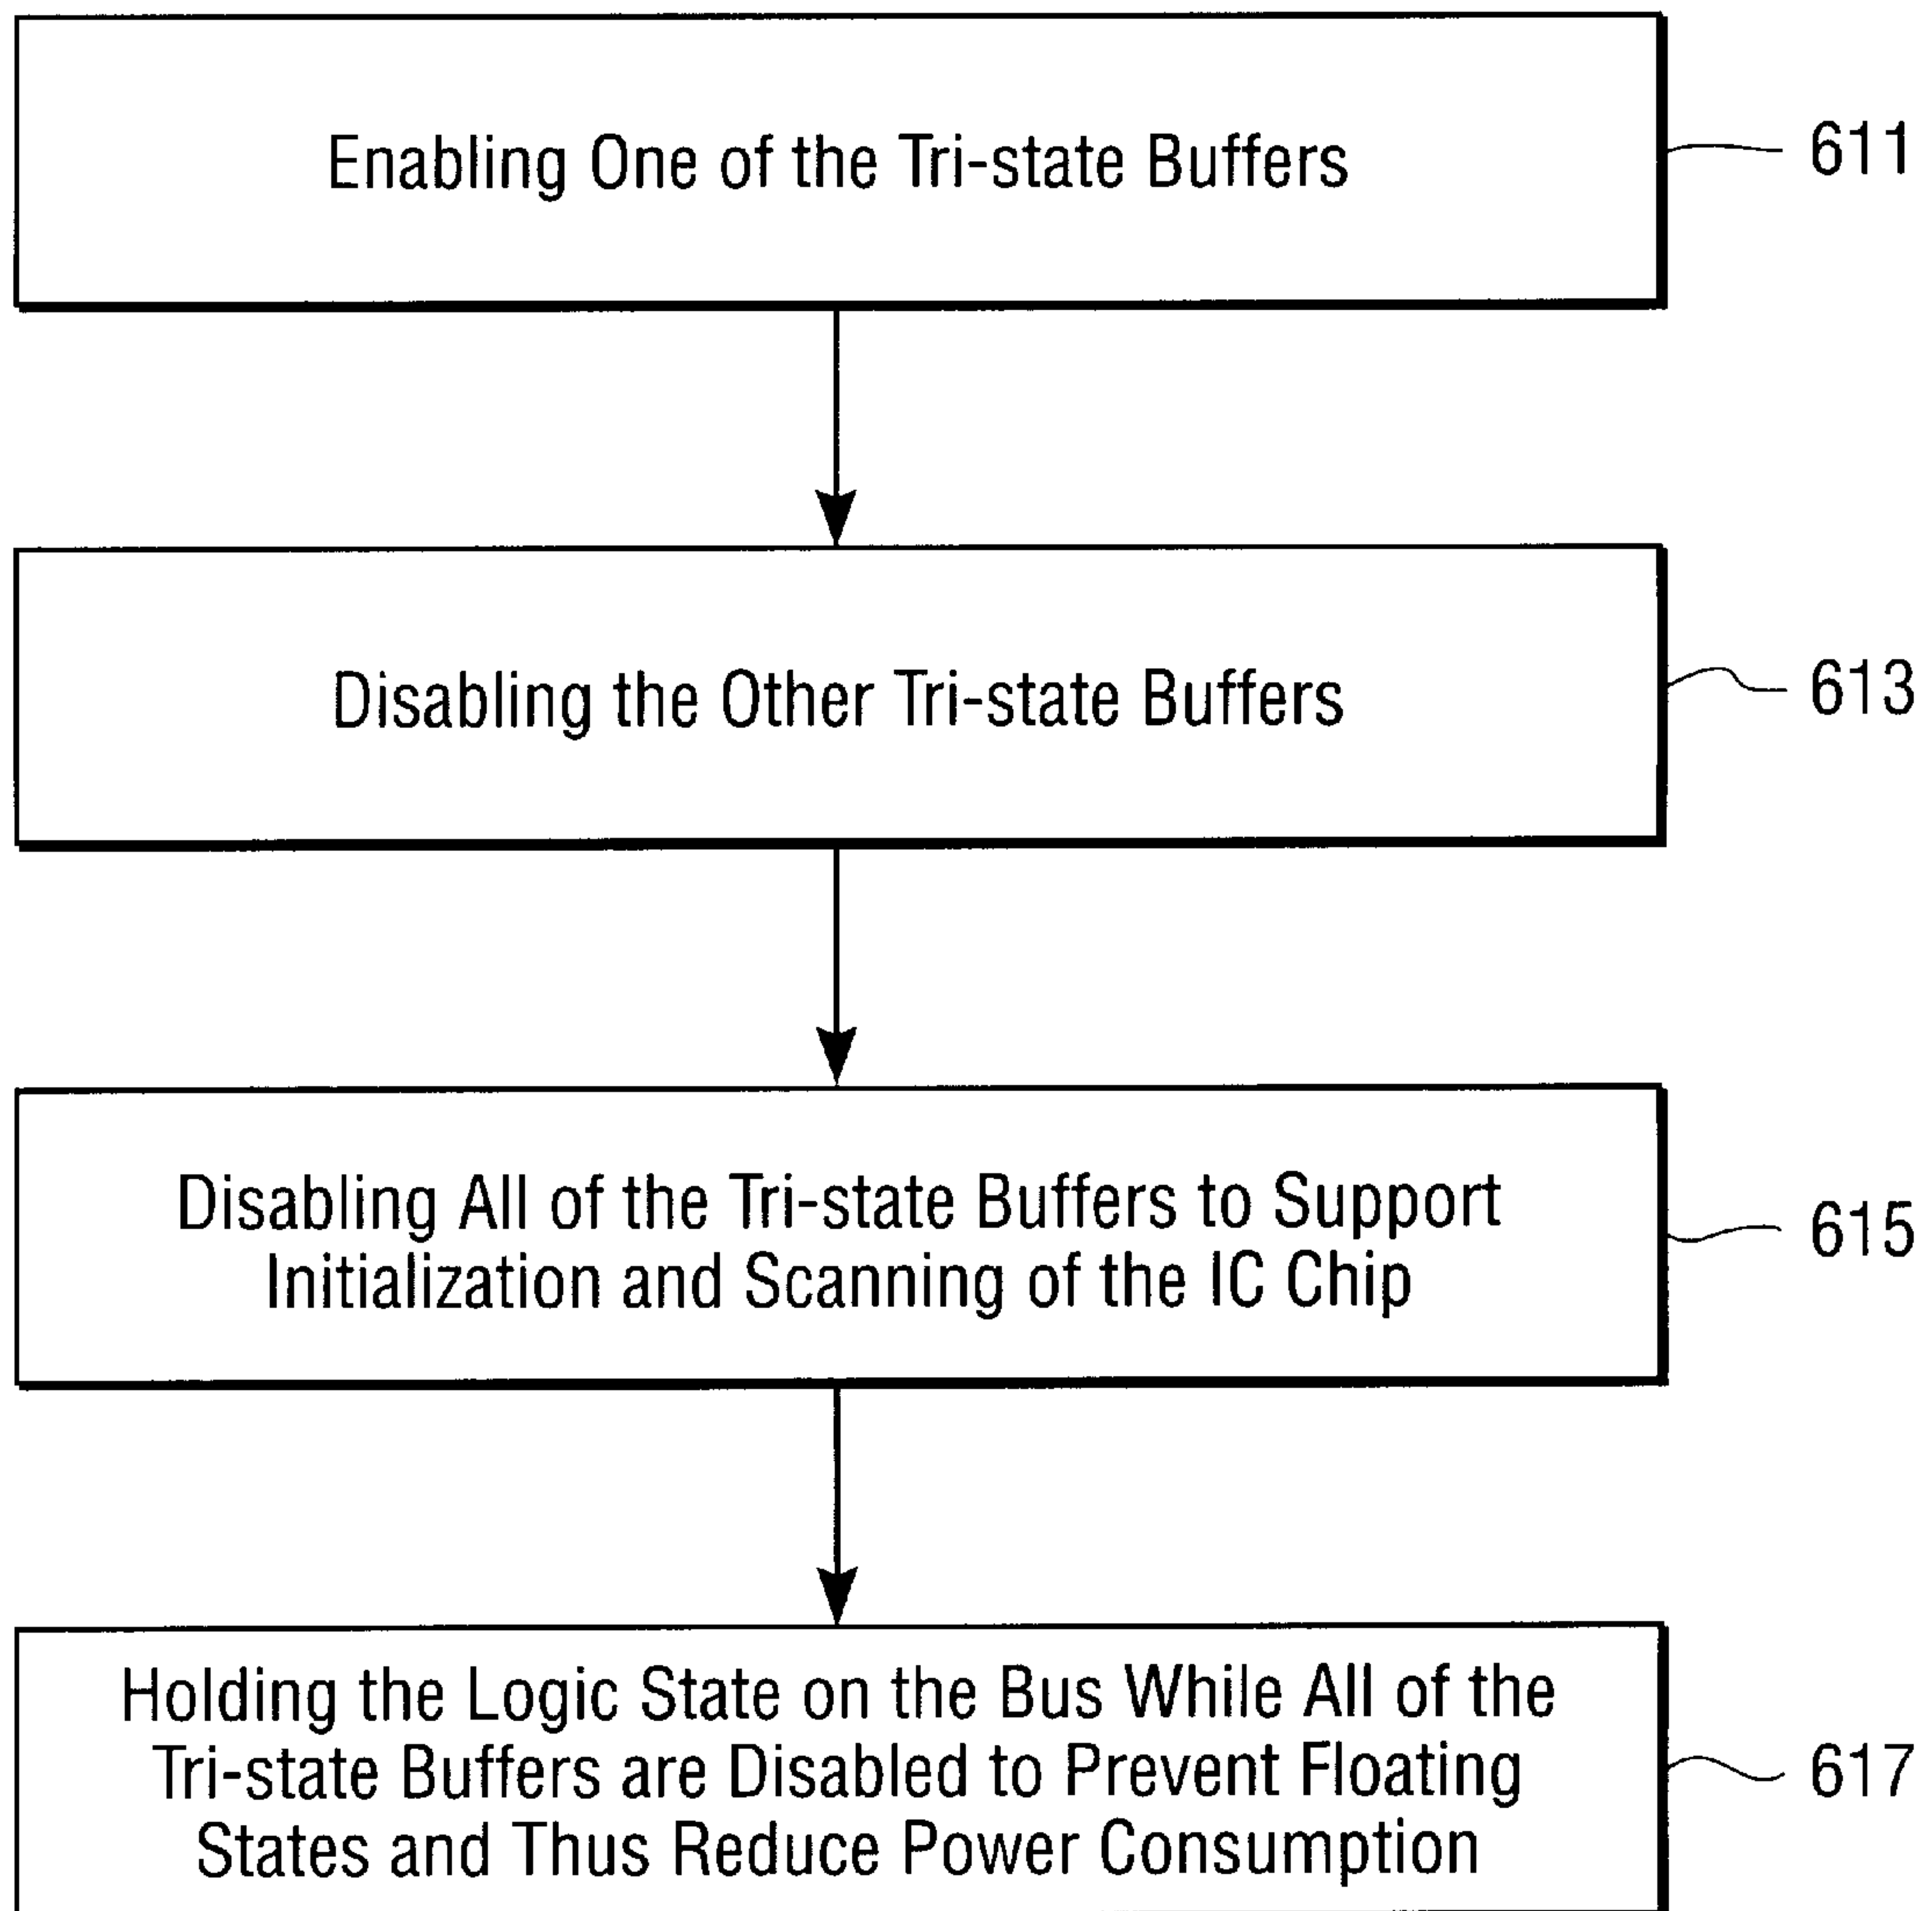 Enabling One of the Tri-state Buffers
611
Disabling the Other Tri-state Buffers
613
Disabling All of the Tri-state Buffers to Support
Initialization and Scanning of the IC Chip
615
Holding the Logic State on the Bus While All of the
Tri-state Buffers are Disabled to Prevent Floating
States and Thus Reduce Power Consumption
617